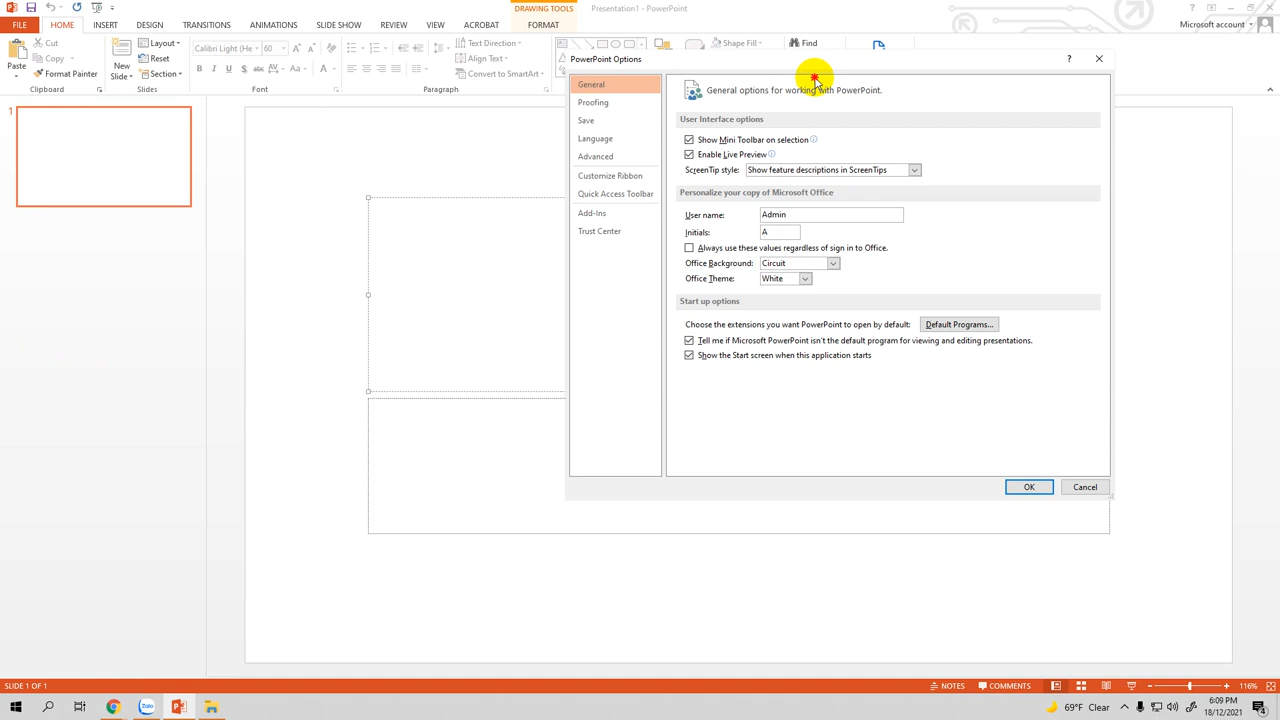 Presentation1 - PowerPoint
DRAWING TOOLS
FILE HOME INSERT DESIGN TRANSITIONS ANIMATIONS SLIDE SHOW REVIEW VIEW ACROBAT FORMAT
Microsoft account
Paste
Cut
Copy
Format Painter
Clipboard
New Slide
Layout
Reset
Section
Slides
Calibri Light (H 60
Font
Text Direction
Align Text
Convert to SmartArt
Paragraph
Shape Fill
Find
PowerPoint Options
General
Proofing
Save
Language
Advanced
Customize Ribbon
Quick Access Toolbar
Add-Ins
Trust Center
General options for working with PowerPoint.
User Interface options
Show Mini Toolbar on selection
Enable Live Preview
ScreenTip style: Show feature descriptions in ScreenTips
Personalize your copy of Microsoft Office
User name: Admin
Initials: A
Always use these values regardless of sign in to Office.
Office Background: Circuit
Office Theme: White
Start up options
Choose the extensions you want PowerPoint to open by default: Default Programs...
Tell me if Microsoft PowerPoint isn't the default program for viewing and editing presentations.
Show the Start screen when this application starts
OK Cancel
1
SLIDE 1 OF 1
NOTES COMMENTS 116%
Zalo
69°F Clear
6:09 PM
18/12/2021
4